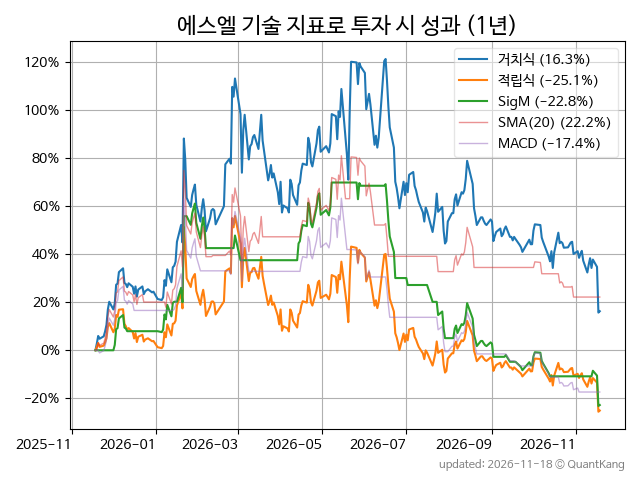 에스엘 기술 지표로 투자 시 성과 (1년)
120%
100%
80%
60%
40%
20%
0%
−20%
거치식 (16.3%)
적립식 (−25.1%)
SigM (−22.8%)
SMA(20) (22.2%)
MACD (−17.4%)
2025-11
2026-01
2026-03
2026-05
2026-07
2026-09
2026-11
updated: 2026-11-18 © QuantKang